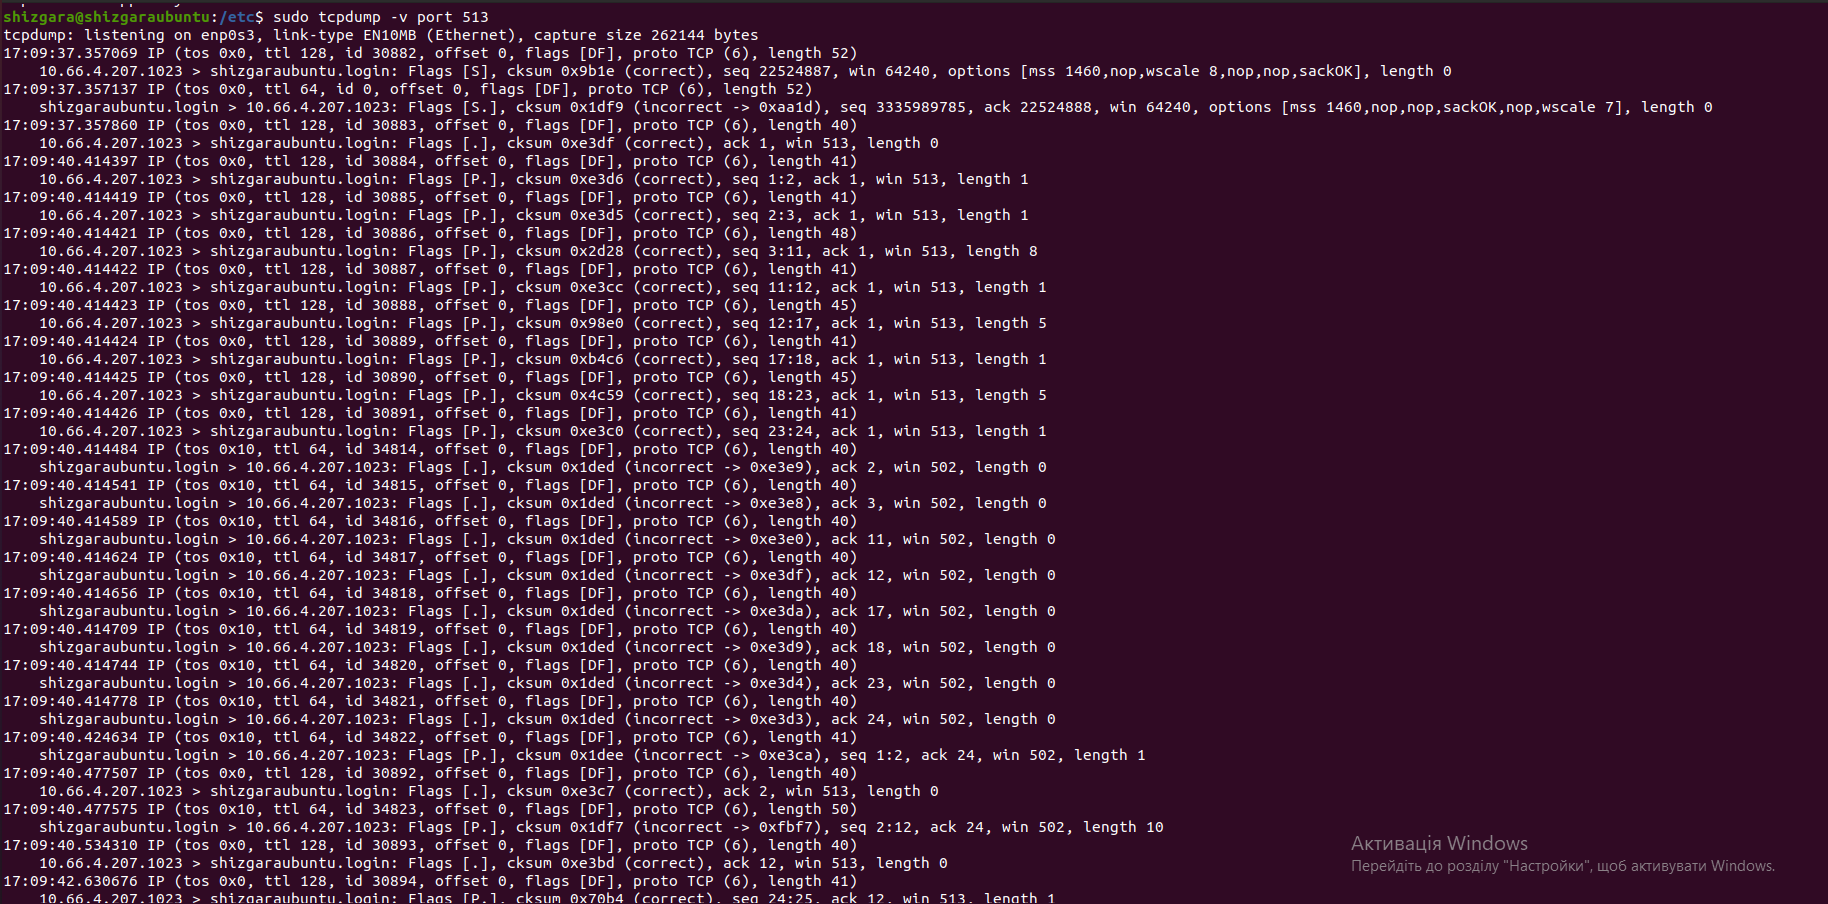 shizgara@shizgaraubuntu:/etc$ sudo tcpdump -v port 513
tcpdump: listening on enp0s3, link-type EN10MB (Ethernet), capture size 262144 bytes
17:09:37.357069 IP (tos 0x0, ttl 128, id 30882, offset 0, flags [DF], proto TCP (6), length 52)
    10.66.4.207.1023 > shizgaraubuntu.login: Flags [S], cksum 0x9b1e (correct), seq 22524887, win 64240, options [mss 1460,nop,wscale 8,nop,nop,sackOK], length 0
17:09:37.357137 IP (tos 0x0, ttl 64, id 0, offset 0, flags [DF], proto TCP (6), length 52)
    shizgaraubuntu.login > 10.66.4.207.1023: Flags [S.], cksum 0x1df9 (incorrect -> 0xaa1d), seq 3335989785, ack 22524888, win 64240, options [mss 1460,nop,nop,sackOK,nop,wscale 7], length 0
17:09:37.357860 IP (tos 0x0, ttl 128, id 30883, offset 0, flags [DF], proto TCP (6), length 40)
    10.66.4.207.1023 > shizgaraubuntu.login: Flags [.], cksum 0xe3df (correct), ack 1, win 513, length 0
17:09:40.414397 IP (tos 0x0, ttl 128, id 30884, offset 0, flags [DF], proto TCP (6), length 41)
    10.66.4.207.1023 > shizgaraubuntu.login: Flags [P.], cksum 0xe3d6 (correct), seq 1:2, ack 1, win 513, length 1
17:09:40.414419 IP (tos 0x0, ttl 128, id 30885, offset 0, flags [DF], proto TCP (6), length 41)
    10.66.4.207.1023 > shizgaraubuntu.login: Flags [P.], cksum 0xe3d5 (correct), seq 2:3, ack 1, win 513, length 1
17:09:40.414421 IP (tos 0x0, ttl 128, id 30886, offset 0, flags [DF], proto TCP (6), length 48)
    10.66.4.207.1023 > shizgaraubuntu.login: Flags [P.], cksum 0x2d28 (correct), seq 3:11, ack 1, win 513, length 8
17:09:40.414422 IP (tos 0x0, ttl 128, id 30887, offset 0, flags [DF], proto TCP (6), length 41)
    10.66.4.207.1023 > shizgaraubuntu.login: Flags [P.], cksum 0xe3cc (correct), seq 11:12, ack 1, win 513, length 1
17:09:40.414423 IP (tos 0x0, ttl 128, id 30888, offset 0, flags [DF], proto TCP (6), length 45)
    10.66.4.207.1023 > shizgaraubuntu.login: Flags [P.], cksum 0x98e0 (correct), seq 12:17, ack 1, win 513, length 5
17:09:40.414424 IP (tos 0x0, ttl 128, id 30889, offset 0, flags [DF], proto TCP (6), length 41)
    10.66.4.207.1023 > shizgaraubuntu.login: Flags [P.], cksum 0xb4c6 (correct), seq 17:18, ack 1, win 513, length 1
17:09:40.414425 IP (tos 0x0, ttl 128, id 30890, offset 0, flags [DF], proto TCP (6), length 45)
    10.66.4.207.1023 > shizgaraubuntu.login: Flags [P.], cksum 0x4c59 (correct), seq 18:23, ack 1, win 513, length 5
17:09:40.414426 IP (tos 0x0, ttl 128, id 30891, offset 0, flags [DF], proto TCP (6), length 41)
    10.66.4.207.1023 > shizgaraubuntu.login: Flags [P.], cksum 0xe3c0 (correct), seq 23:24, ack 1, win 513, length 1
17:09:40.414484 IP (tos 0x10, ttl 64, id 34814, offset 0, flags [DF], proto TCP (6), length 40)
    shizgaraubuntu.login > 10.66.4.207.1023: Flags [.], cksum 0x1ded (incorrect -> 0xe3e9), ack 2, win 502, length 0
17:09:40.414541 IP (tos 0x10, ttl 64, id 34815, offset 0, flags [DF], proto TCP (6), length 40)
    shizgaraubuntu.login > 10.66.4.207.1023: Flags [.], cksum 0x1ded (incorrect -> 0xe3e8), ack 3, win 502, length 0
17:09:40.414589 IP (tos 0x10, ttl 64, id 34816, offset 0, flags [DF], proto TCP (6), length 40)
    shizgaraubuntu.login > 10.66.4.207.1023: Flags [.], cksum 0x1ded (incorrect -> 0xe3e0), ack 11, win 502, length 0
17:09:40.414624 IP (tos 0x10, ttl 64, id 34817, offset 0, flags [DF], proto TCP (6), length 40)
    shizgaraubuntu.login > 10.66.4.207.1023: Flags [.], cksum 0x1ded (incorrect -> 0xe3df), ack 12, win 502, length 0
17:09:40.414656 IP (tos 0x10, ttl 64, id 34818, offset 0, flags [DF], proto TCP (6), length 40)
    shizgaraubuntu.login > 10.66.4.207.1023: Flags [.], cksum 0x1ded (incorrect -> 0xe3da), ack 17, win 502, length 0
17:09:40.414709 IP (tos 0x10, ttl 64, id 34819, offset 0, flags [DF], proto TCP (6), length 40)
    shizgaraubuntu.login > 10.66.4.207.1023: Flags [.], cksum 0x1ded (incorrect -> 0xe3d9), ack 18, win 502, length 0
17:09:40.414744 IP (tos 0x10, ttl 64, id 34820, offset 0, flags [DF], proto TCP (6), length 40)
    shizgaraubuntu.login > 10.66.4.207.1023: Flags [.], cksum 0x1ded (incorrect -> 0xe3d4), ack 23, win 502, length 0
17:09:40.414778 IP (tos 0x10, ttl 64, id 34821, offset 0, flags [DF], proto TCP (6), length 40)
    shizgaraubuntu.login > 10.66.4.207.1023: Flags [.], cksum 0x1ded (incorrect -> 0xe3d3), ack 24, win 502, length 0
17:09:40.424634 IP (tos 0x10, ttl 64, id 34822, offset 0, flags [DF], proto TCP (6), length 41)
    shizgaraubuntu.login > 10.66.4.207.1023: Flags [P.], cksum 0x1dee (incorrect -> 0xe3ca), seq 1:2, ack 24, win 502, length 1
17:09:40.477507 IP (tos 0x0, ttl 128, id 30892, offset 0, flags [DF], proto TCP (6), length 40)
    10.66.4.207.1023 > shizgaraubuntu.login: Flags [.], cksum 0xe3c7 (correct), ack 2, win 513, length 0
17:09:40.477575 IP (tos 0x10, ttl 64, id 34823, offset 0, flags [DF], proto TCP (6), length 50)
    shizgaraubuntu.login > 10.66.4.207.1023: Flags [P.], cksum 0x1df7 (incorrect -> 0xfbf7), seq 2:12, ack 24, win 502, length 10
17:09:40.534310 IP (tos 0x0, ttl 128, id 30893, offset 0, flags [DF], proto TCP (6), length 40)
    10.66.4.207.1023 > shizgaraubuntu.login: Flags [.], cksum 0xe3bd (correct), ack 12, win 513, length 0
17:09:42.630676 IP (tos 0x0, ttl 128, id 30894, offset 0, flags [DF], proto TCP (6), length 41)
    10.66.4.207.1023 > shizgaraubuntu.login: Flags [P.], cksum 0x70b4 (correct), seq 24:25, ack 12, win 513, length 1
Активація Windows
Перейдіть до розділу "Настройки", щоб активувати Windows.